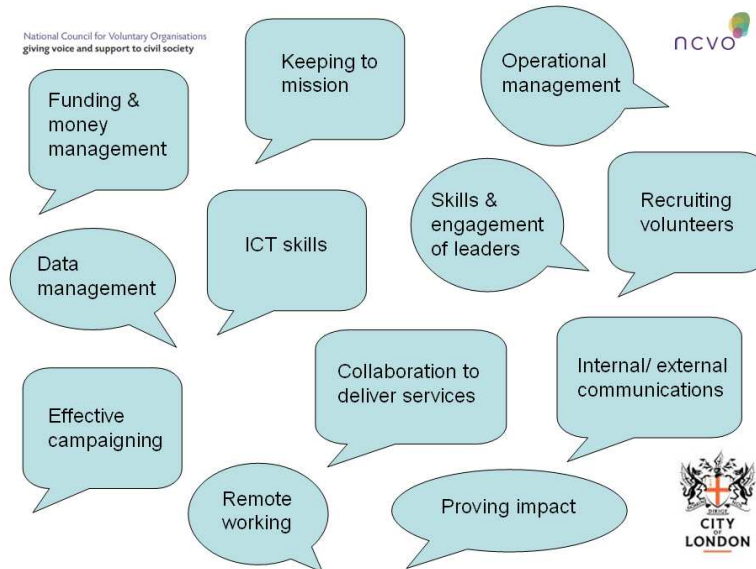 National Council for Voluntary Organisations
giving voice and support to civil society
ncvo
Keeping to
mission
Operational
management
Funding &
money
management
Skills &
engagement
of leaders
Recruiting
volunteers
ICT skills
Data
management
Collaboration to
deliver services
Internal/ external
communications
Effective
campaigning
Remote
working
Proving impact
CITY
OF
LONDON